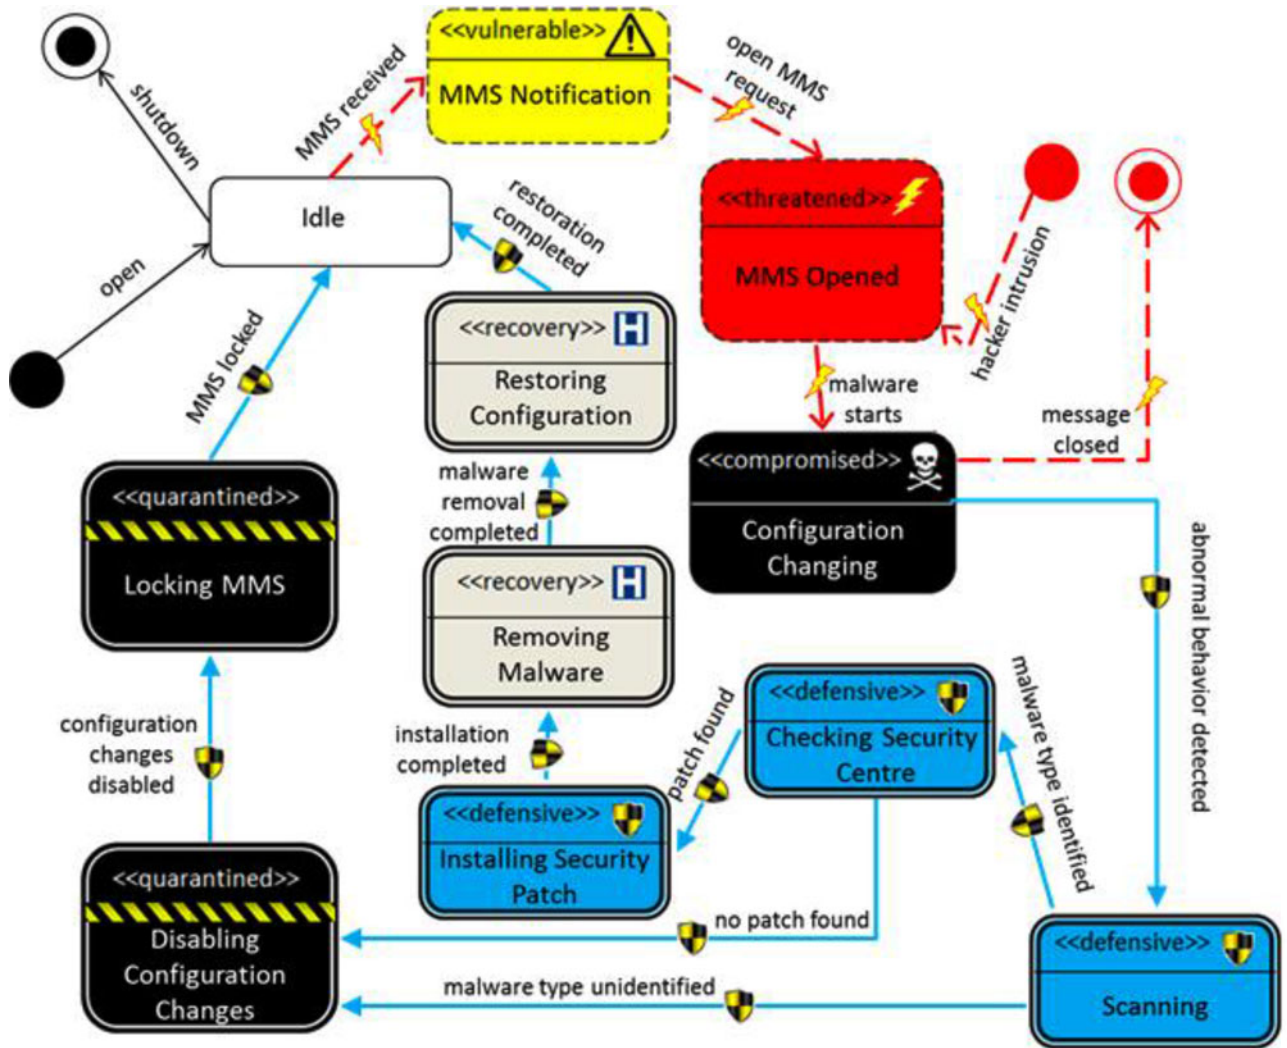 <<vulnerable>>
MMS Notification
MMS received
open MMS
request
shutdown
Idle
open
restoration
completed
<<threatened>>
MMS Opened
hacker intrusion
malware
starts
message
closed
<<recovery>> H
Restoring
Configuration
MMS locked
<<compromised>>
Configuration
Changing
<<quarantined>>
Locking MMS
malware
removal
completed
<<recovery>> H
Removing
Malware
abnormal behavior detected
configuration
changes
disabled
installation
completed
patch found
<<defensive>>
Checking Security
Centre
malware type identified
<<defensive>>
Installing Security
Patch
<<quarantined>>
Disabling
Configuration
Changes
no patch found
malware type unidentified
<<defensive>>
Scanning